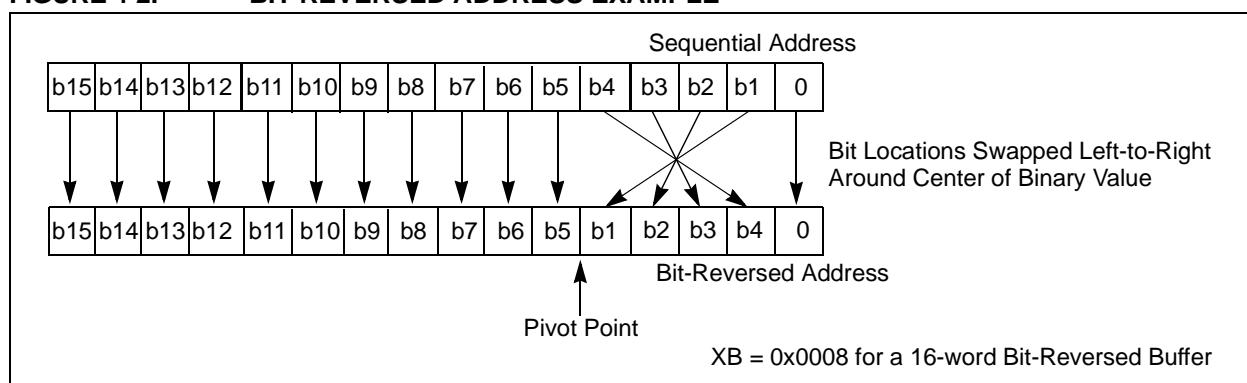 Sequential Address
b15 b14 b13 b12 b11 b10 b9 b8 b7 b6 b5 b4 b3 b2 b1 0
Bit Locations Swapped Left-to-Right
Around Center of Binary Value
b15 b14 b13 b12 b11 b10 b9 b8 b7 b6 b5 b1 b2 b3 b4 0
Bit-Reversed Address
Pivot Point
XB = 0x0008 for a 16-word Bit-Reversed Buffer